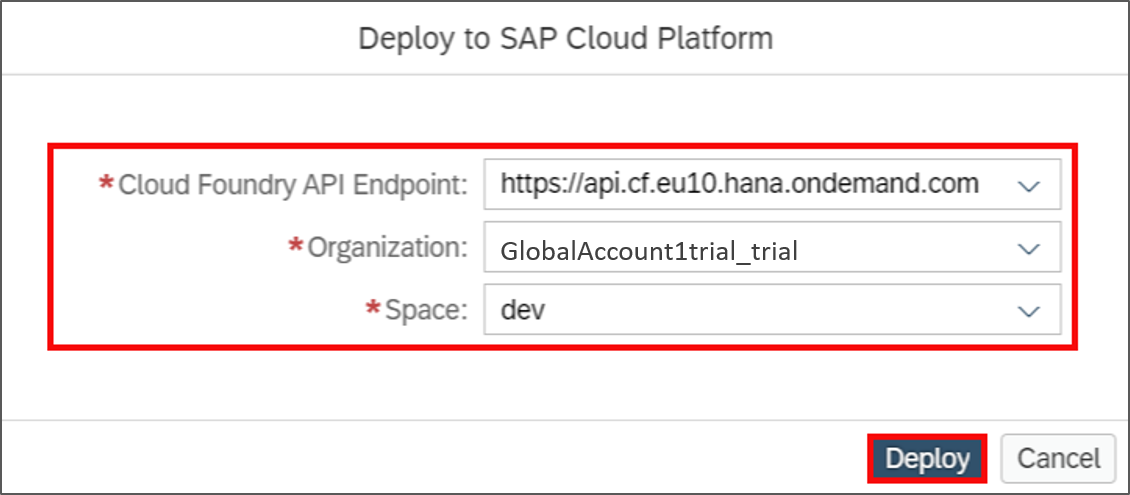 Deploy to SAP Cloud Platform
*Cloud Foundry API Endpoint: https://api.cf.eu10.hana.ondemand.com
*Organization: GlobalAccount1trial_trial
*Space: dev
Deploy Cancel